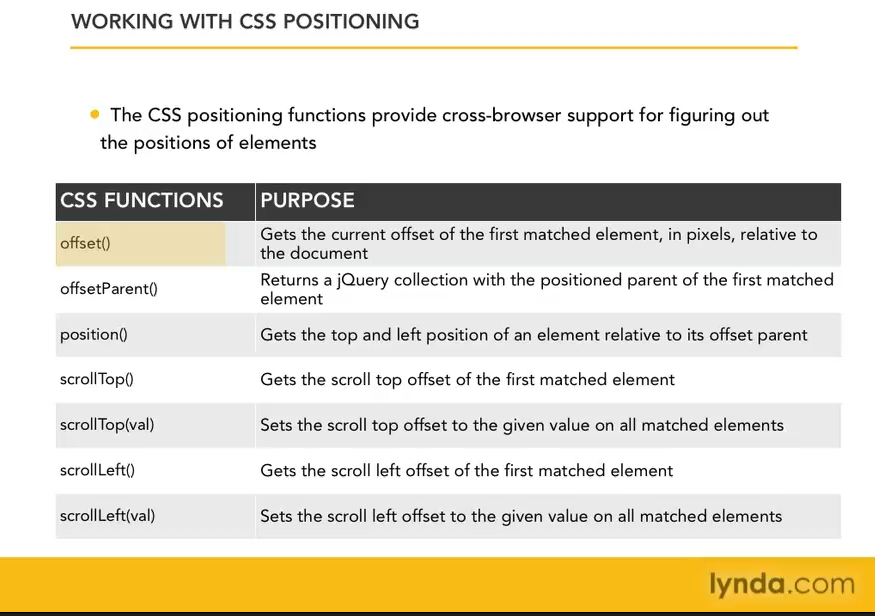 WORKING WITH CSS POSITIONING
The CSS positioning functions provide cross-browser support for figuring out
the positions of elements
CSS FUNCTIONS PURPOSE
offset() Gets the current offset of the first matched element, in pixels, relative to
the document
offsetParent() Returns a jQuery collection with the positioned parent of the first matched
element
position() Gets the top and left position of an element relative to its offset parent
scrollTop() Gets the scroll top offset of the first matched element
scrollTop(val) Sets the scroll top offset to the given value on all matched elements
scrollLeft() Gets the scroll left offset of the first matched element
scrollLeft(val) Sets the scroll left offset to the given value on all matched elements
lynda.com